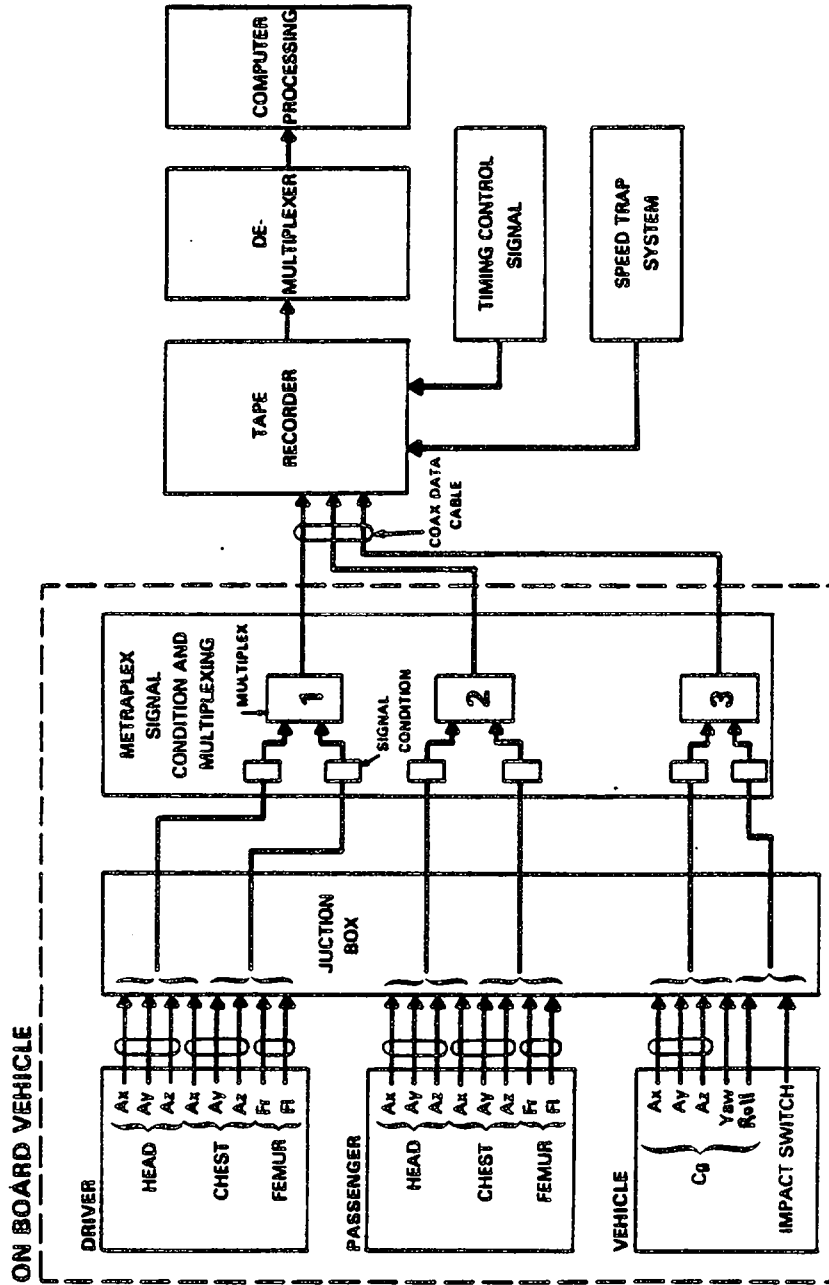 ON BOARD VEHICLE
DRIVER
HEAD
Ax
Ay
Az
CHEST
Ax
Ay
Az
FEMUR
Fr
Fl
PASSENGER
HEAD
Ax
Ay
Az
CHEST
Ax
Ay
Az
FEMUR
Fr
Fl
VEHICLE
Cg
Ax
Ay
Az
Yaw
Roll
IMPACT SWITCH
JUCTION
BOX
METRAPLEX
SIGNAL
CONDITION AND
MULTIPLEXING
MULTIPLEX
1
SIGNAL
CONDITION
2
3
COAX DATA
CABLE
TAPE
RECORDER
DE-
MULTIPLEXER
COMPUTER
PROCESSING
TIMING CONTROL
SIGNAL
SPEED TRAP
SYSTEM